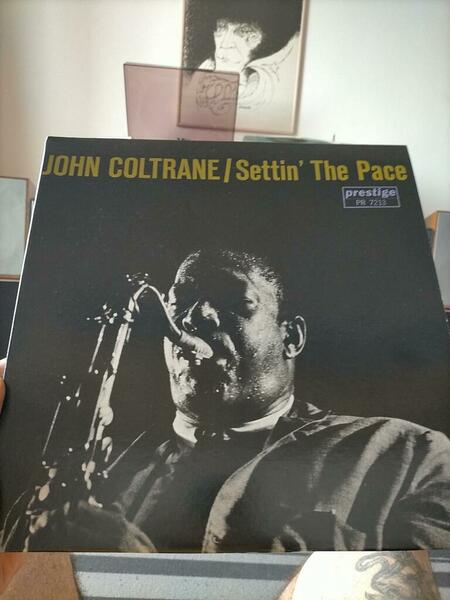 JOHN COLTRANE/Settin' The Pace
prestige
PR 7213